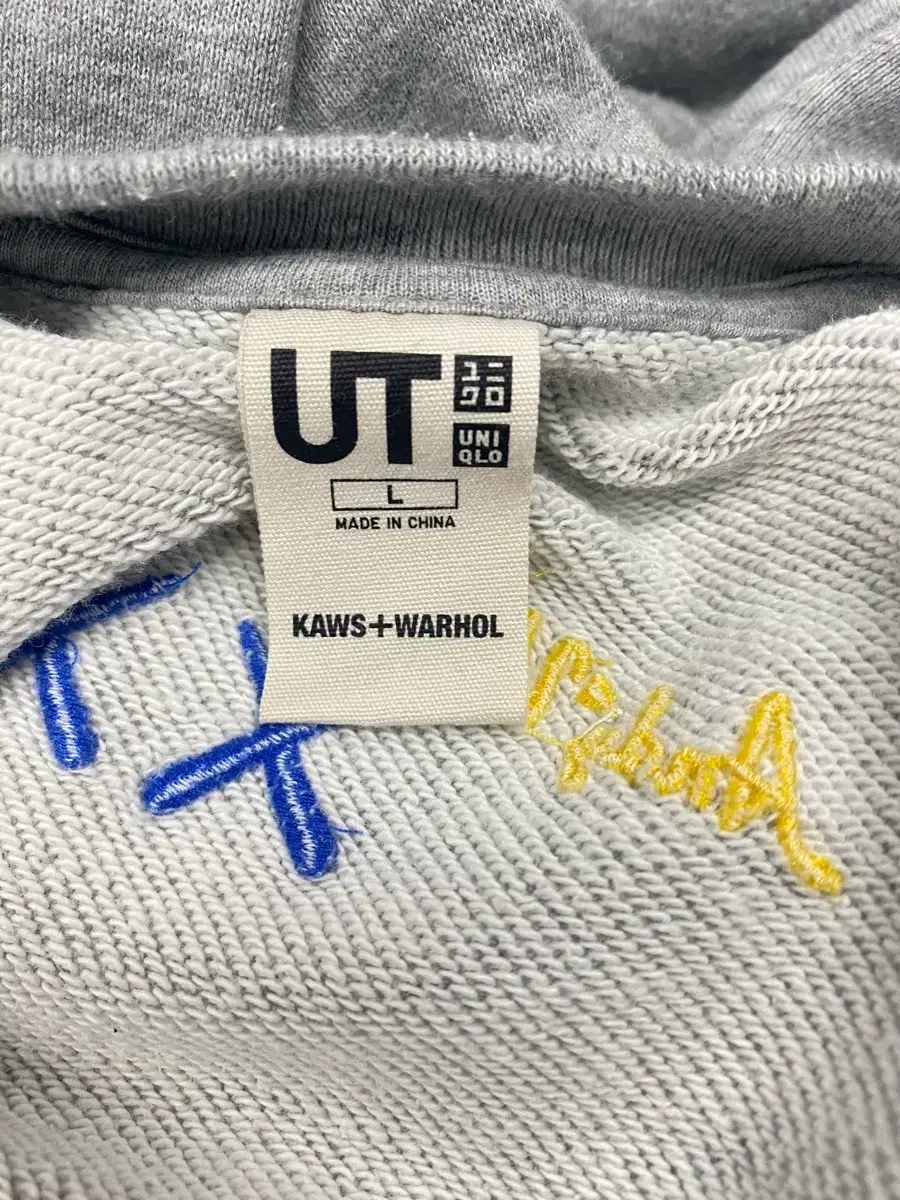 UT
ユニ
クロ
UNI
QLO
L
MADE IN CHINA
KAWS+WARHOL